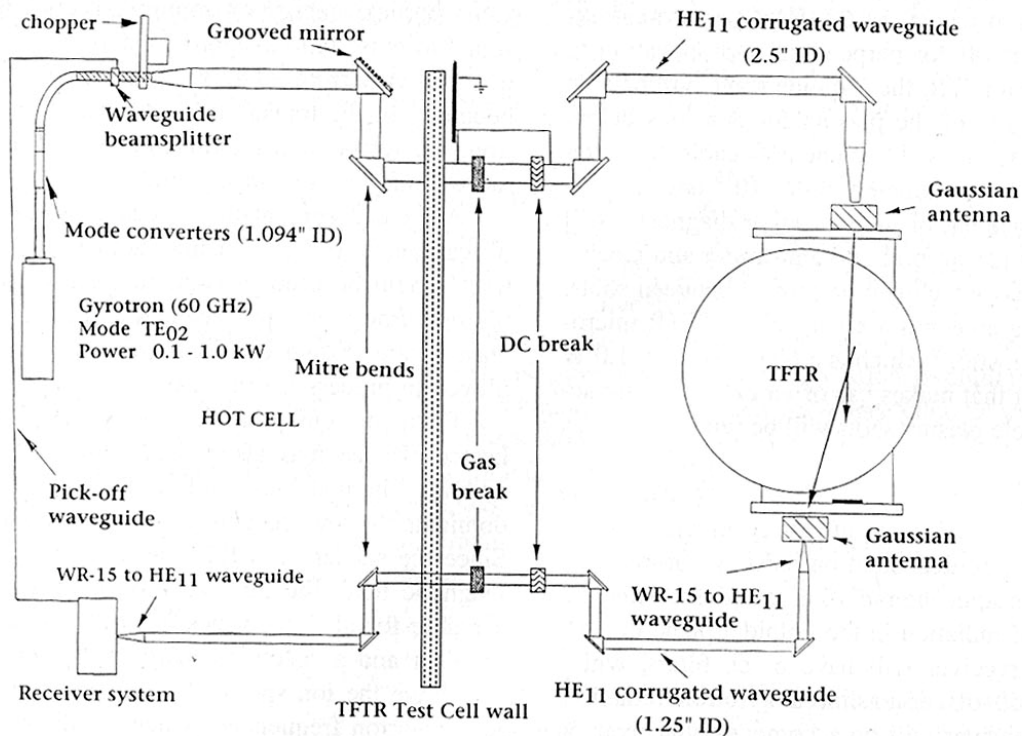 chopper
Grooved mirror
HE11 corrugated waveguide
(2.5" ID)
Waveguide
beamsplitter
Gaussian
antenna
Mode converters (1.094" ID)
Gyrotron (60 GHz)
Mode TE02
Power 0.1 - 1.0 kW
Mitre bends
DC break
TFTR
HOT CELL
Gas
break
Pick-off
waveguide
Gaussian
antenna
WR-15 to HE11 waveguide
WR-15 to HE11
waveguide
Receiver system
TFTR Test Cell wall
HE11 corrugated waveguide
(1.25" ID)